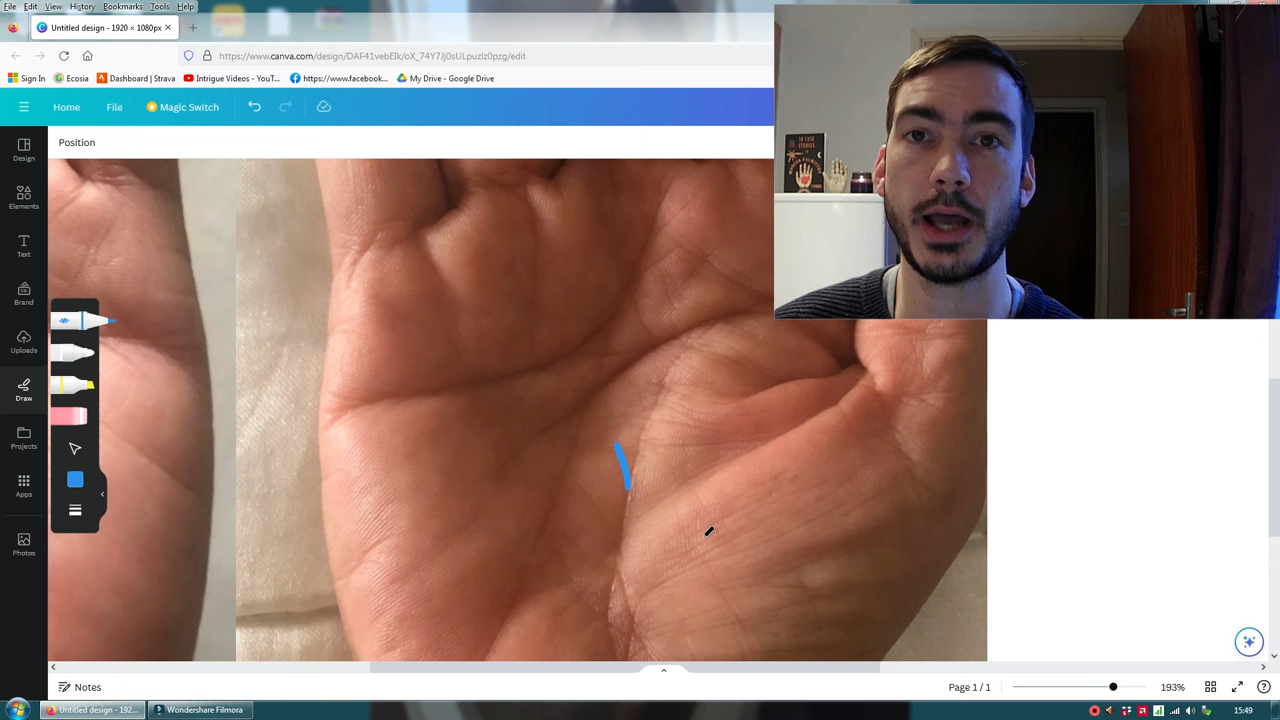 File Edit View History Bookmarks Tools Help
Untitled design - 1920 × 1080px
https://www.canva.com/design/DAF41vebElk/oX_74Y7Jj0sULpuzlz0pzg/edit
Sign In Ecosia Dashboard | Strava Intrigue Videos - YouT... https://www.facebook... My Drive - Google Drive
Home File Magic Switch
Position
Design
Elements
Text
Brand
Uploads
Draw
Projects
Apps
Photos
Notes Page 1 / 1 193%
Untitled design - 192... Wondershare Filmora 15:49